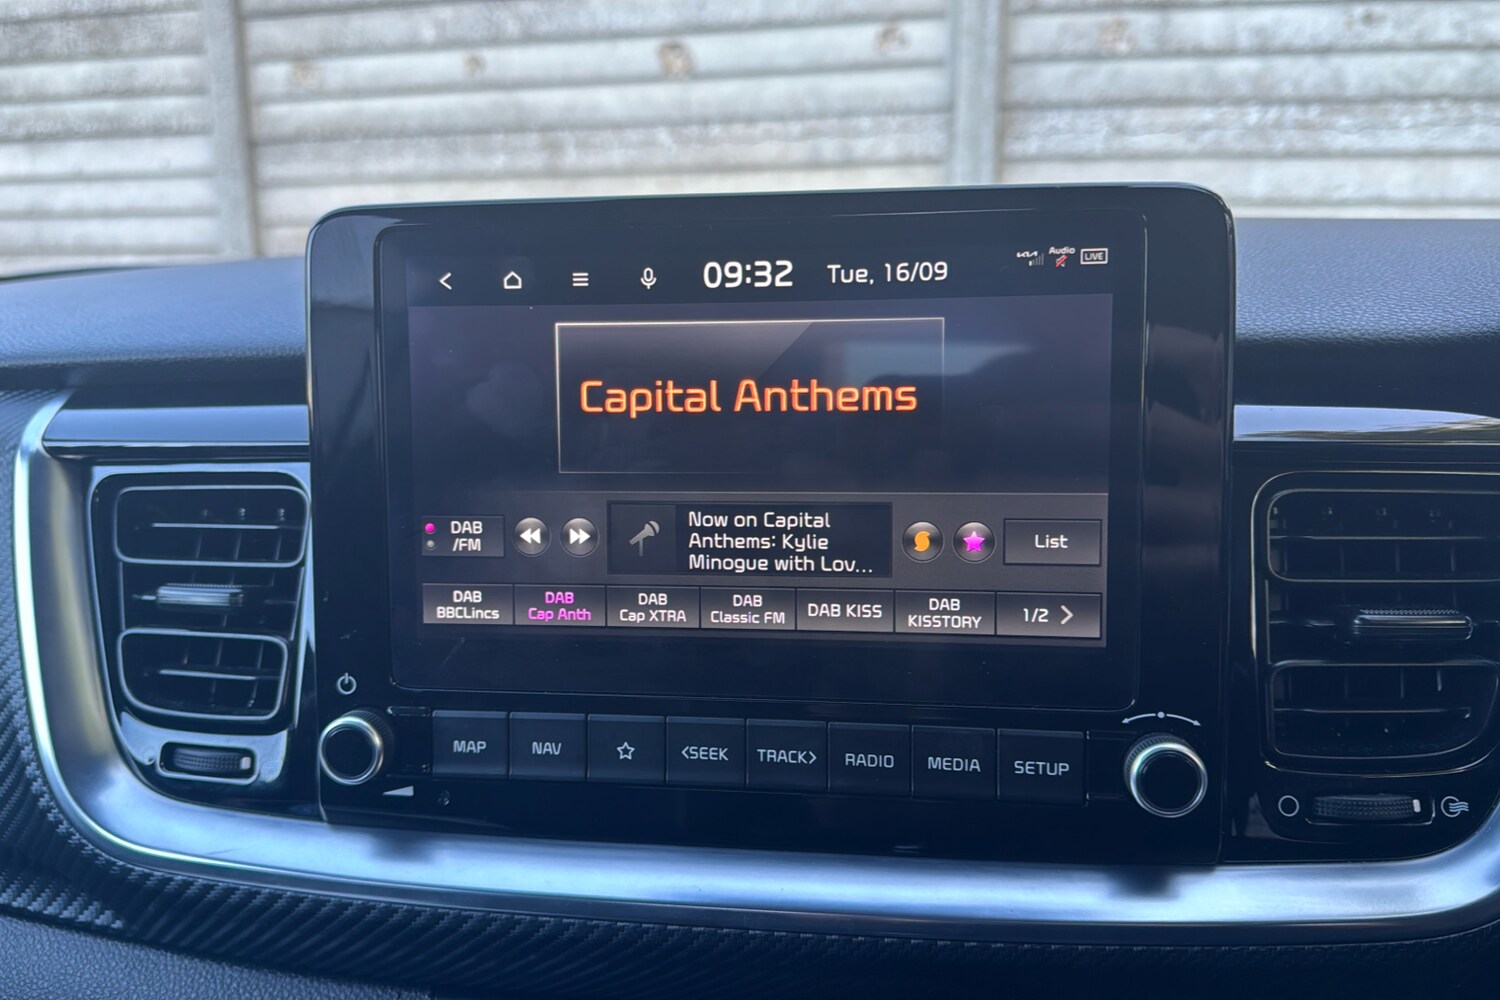 09:32 Tue, 16/09 KIA Audio LIVE
Capital Anthems
DAB
/FM
Now on Capital
Anthems: Kylie
Minogue with Lov...
List
DAB
BBCLincs
DAB
Cap Anth
DAB
Cap XTRA
DAB
Classic FM
DAB KISS
DAB
KISSTORY
1/2 >
MAP NAV <SEEK TRACK> RADIO MEDIA SETUP